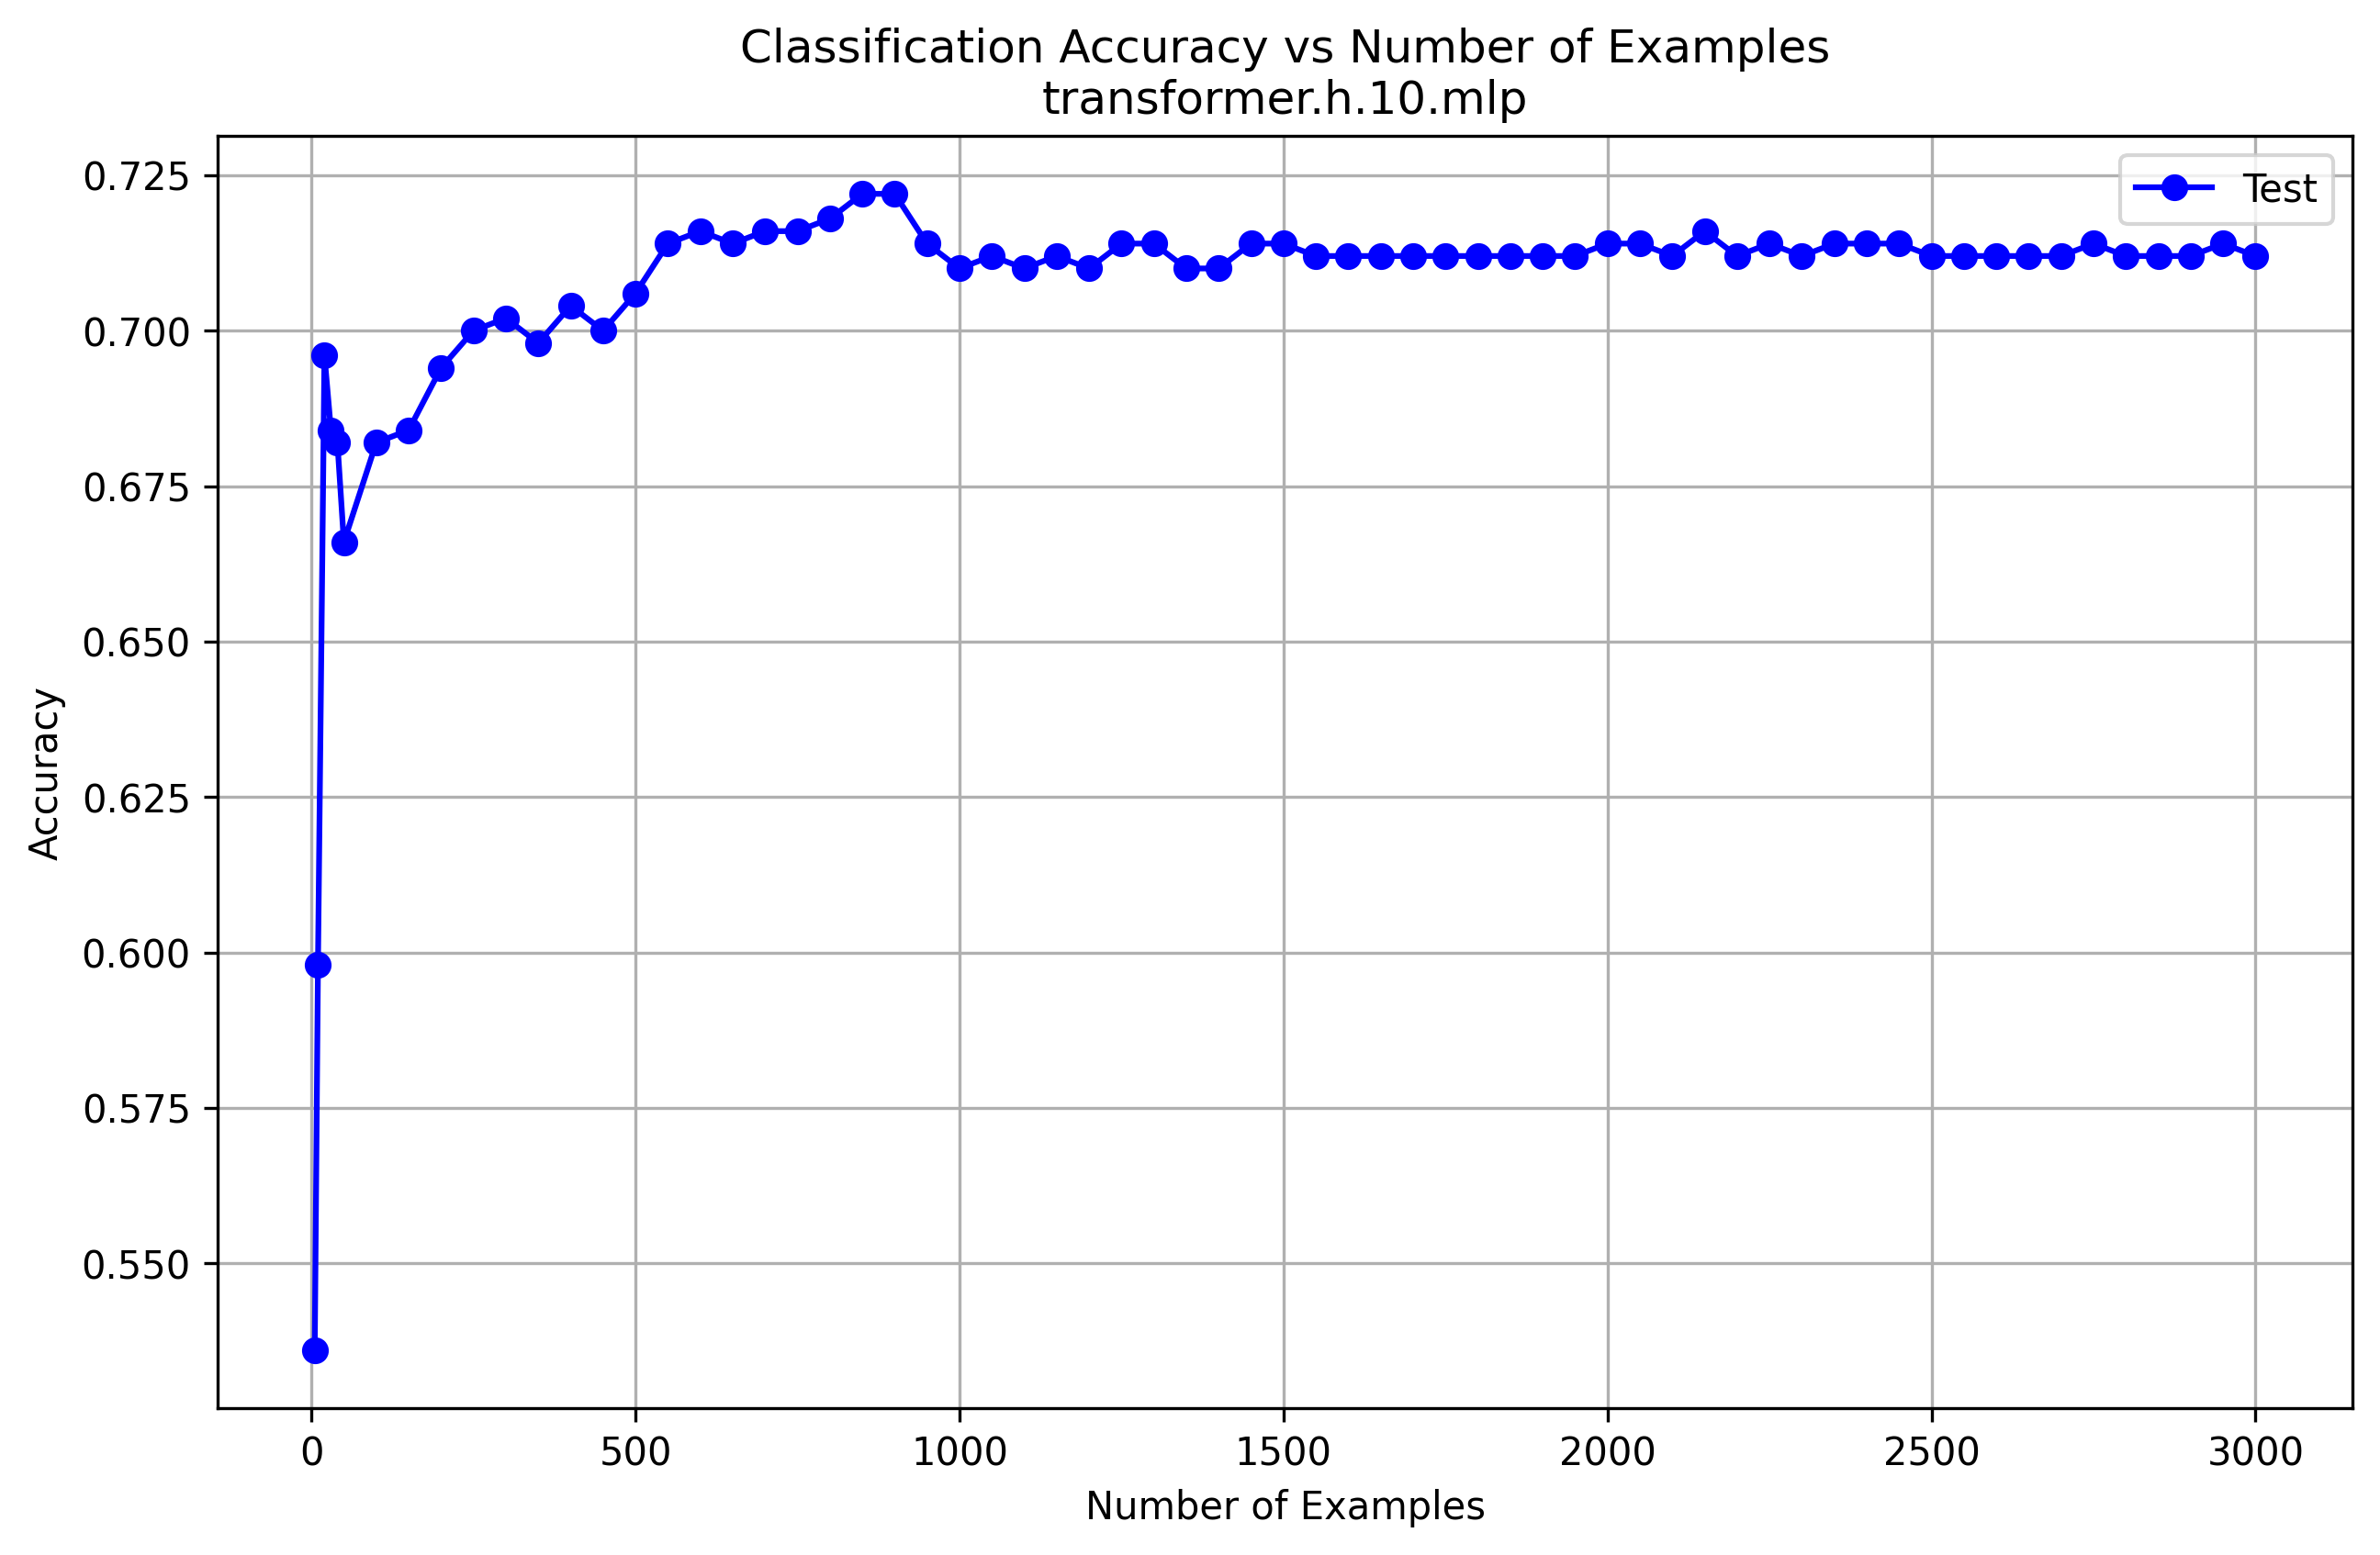 Classification Accuracy vs Number of Examples
transformer.h.10.mlp
Test
0.725
0.700
0.675
0.650
0.625
0.600
0.575
0.550
Accuracy
0 500 1000 1500 2000 2500 3000
Number of Examples